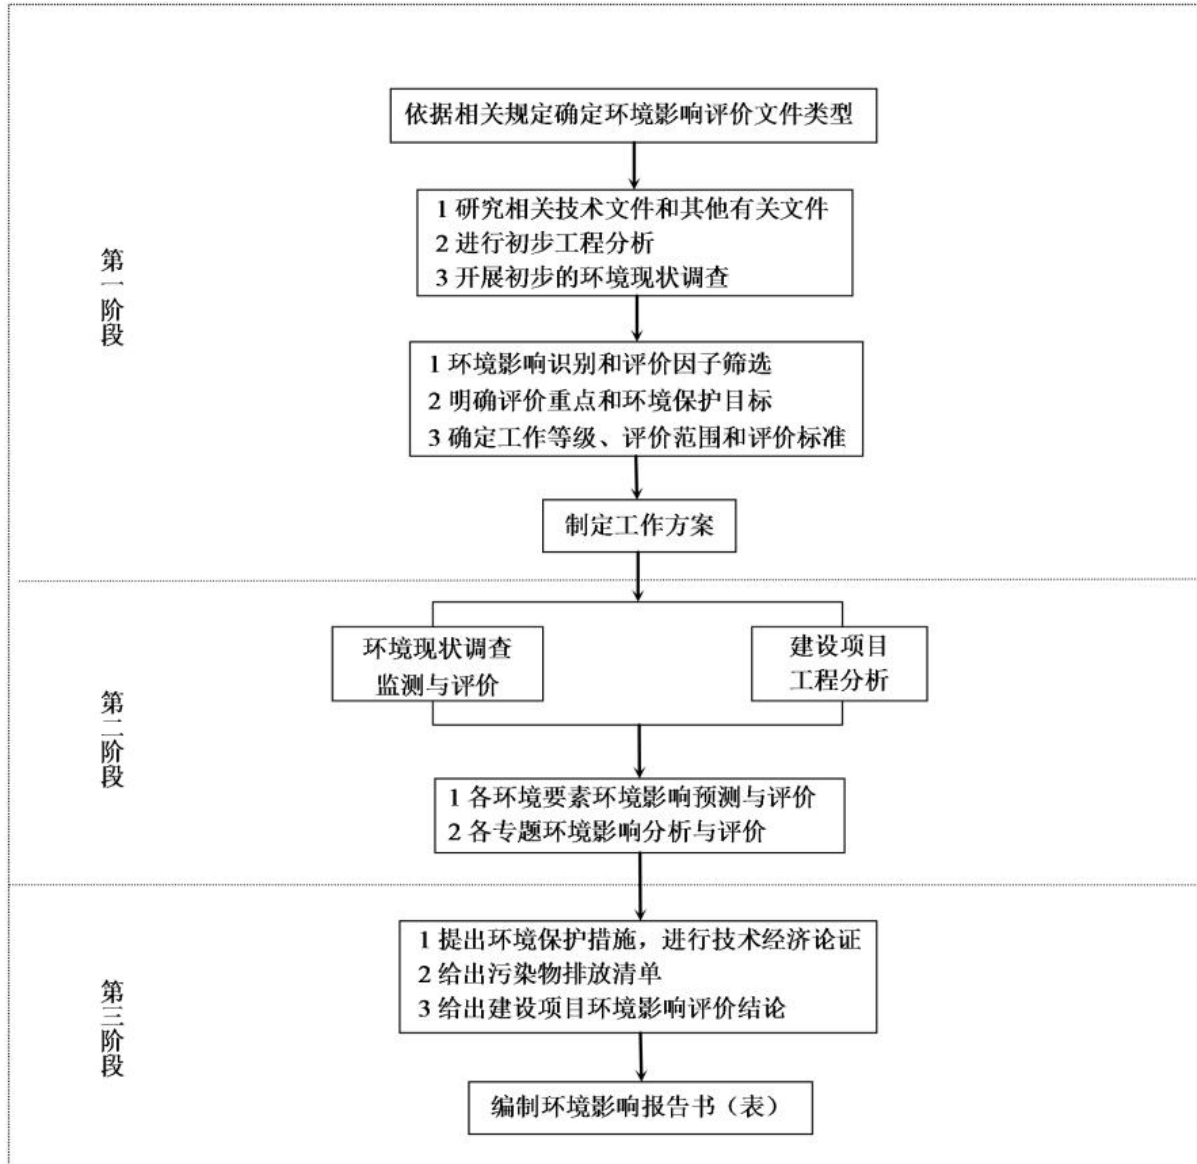 依据相关规定确定环境影响评价文件类型
1 研究相关技术文件和其他有关文件
2 进行初步工程分析
3 开展初步的环境现状调查
第一阶段
1 环境影响识别和评价因子筛选
2 明确评价重点和环境保护目标
3 确定工作等级、评价范围和评价标准
制定工作方案
环境现状调查
监测与评价
建设项目
工程分析
第二阶段
1 各环境要素环境影响预测与评价
2 各专题环境影响分析与评价
1 提出环境保护措施，进行技术经济论证
2 给出污染物排放清单
3 给出建设项目环境影响评价结论
第三阶段
编制环境影响报告书（表）